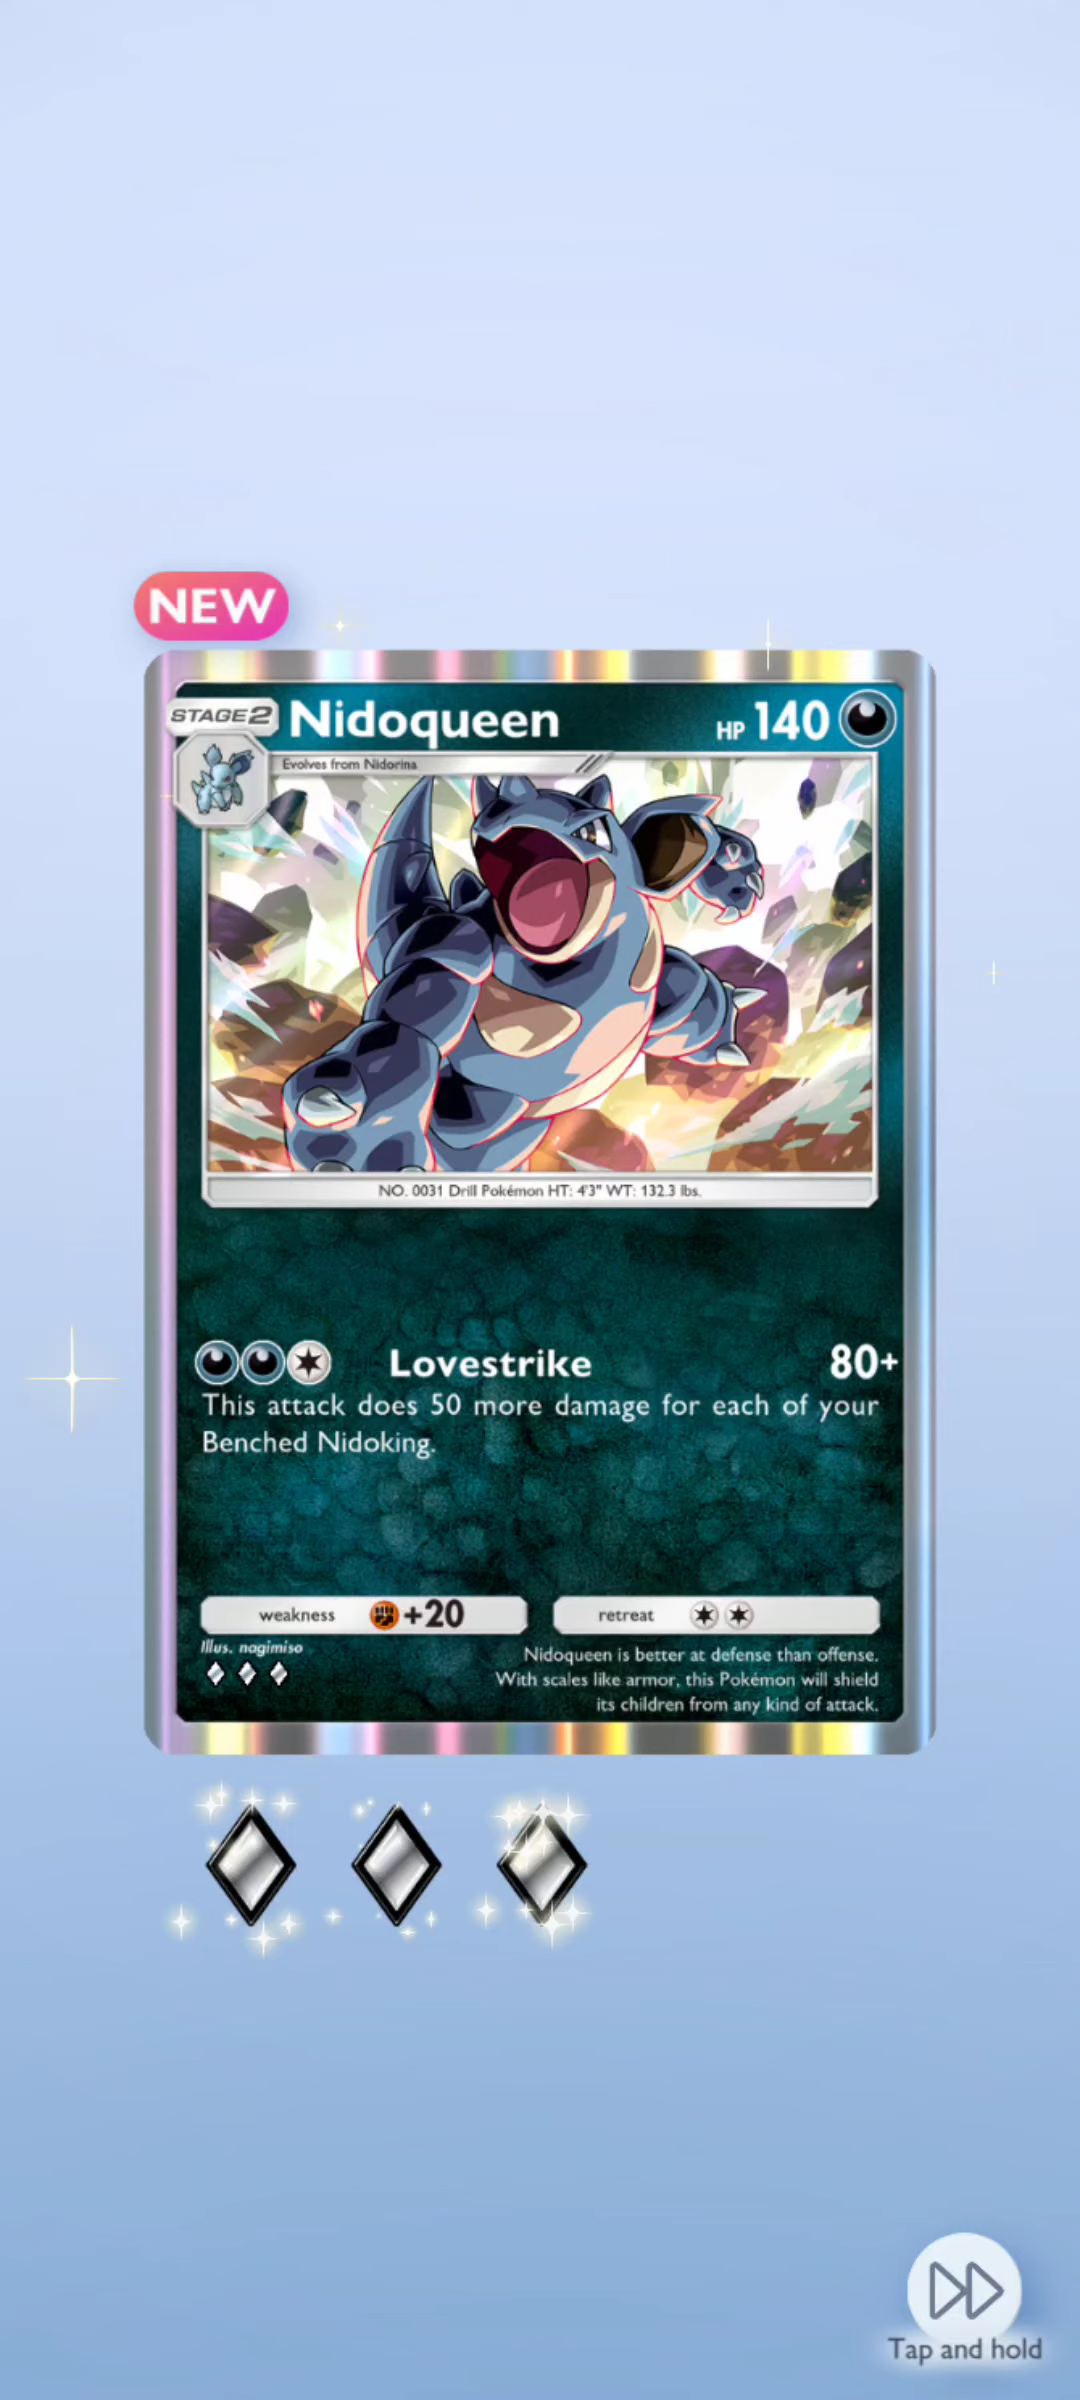 NEW
STAGE2 Nidoqueen HP 140
Evolves from Nidorina
NO. 0031 Drill Pokémon HT: 4'3" WT: 132.3 lbs.
Lovestrike 80+
This attack does 50 more damage for each of your
Benched Nidoking.
weakness +20 retreat
Illus. nagimiso
Nidoqueen is better at defense than offense.
With scales like armor, this Pokémon will shield
its children from any kind of attack.
Tap and hold